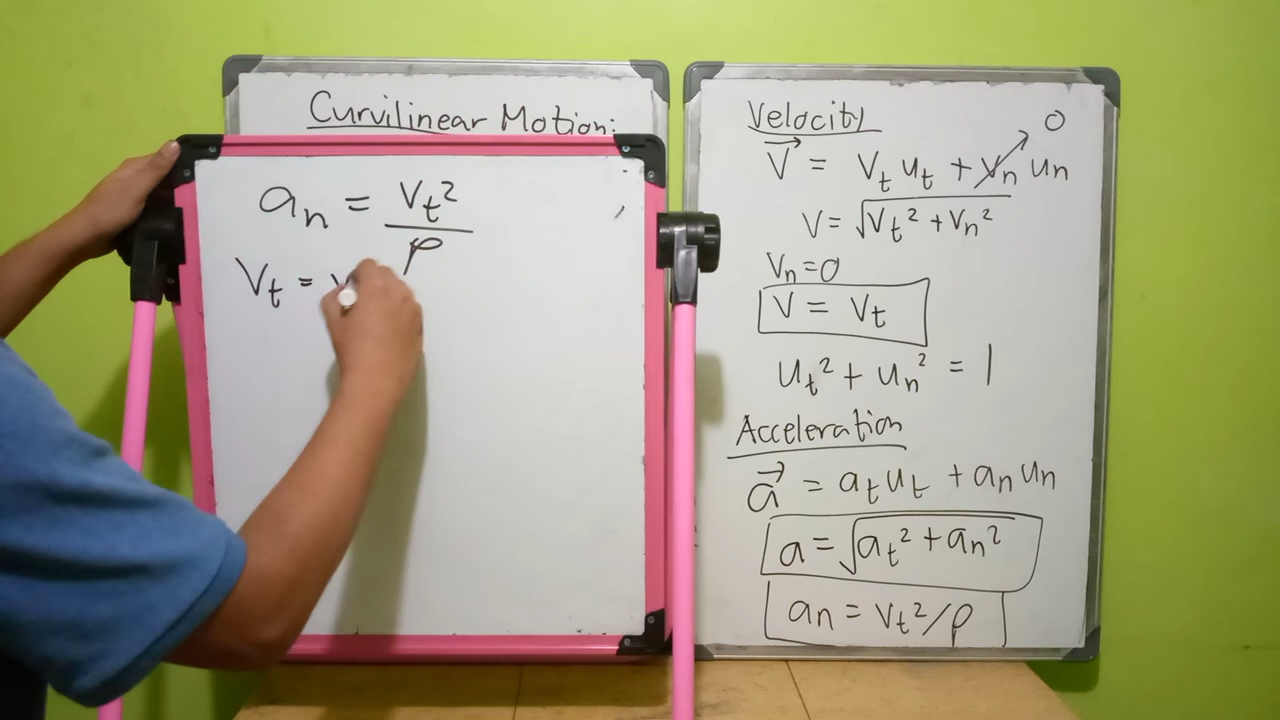 Curvilinear Motion:
aₙ = Vₜ²/ρ
Vₜ = v
Velocity
V⃗ = Vₜ uₜ + Vₙ uₙ 0
V = √Vₜ² + Vₙ²
Vₙ = 0
V = Vₜ
uₜ² + uₙ² = 1
Acceleration
a⃗ = aₜ uₜ + aₙ uₙ
a = √aₜ² + aₙ²
aₙ = Vₜ²/ρ